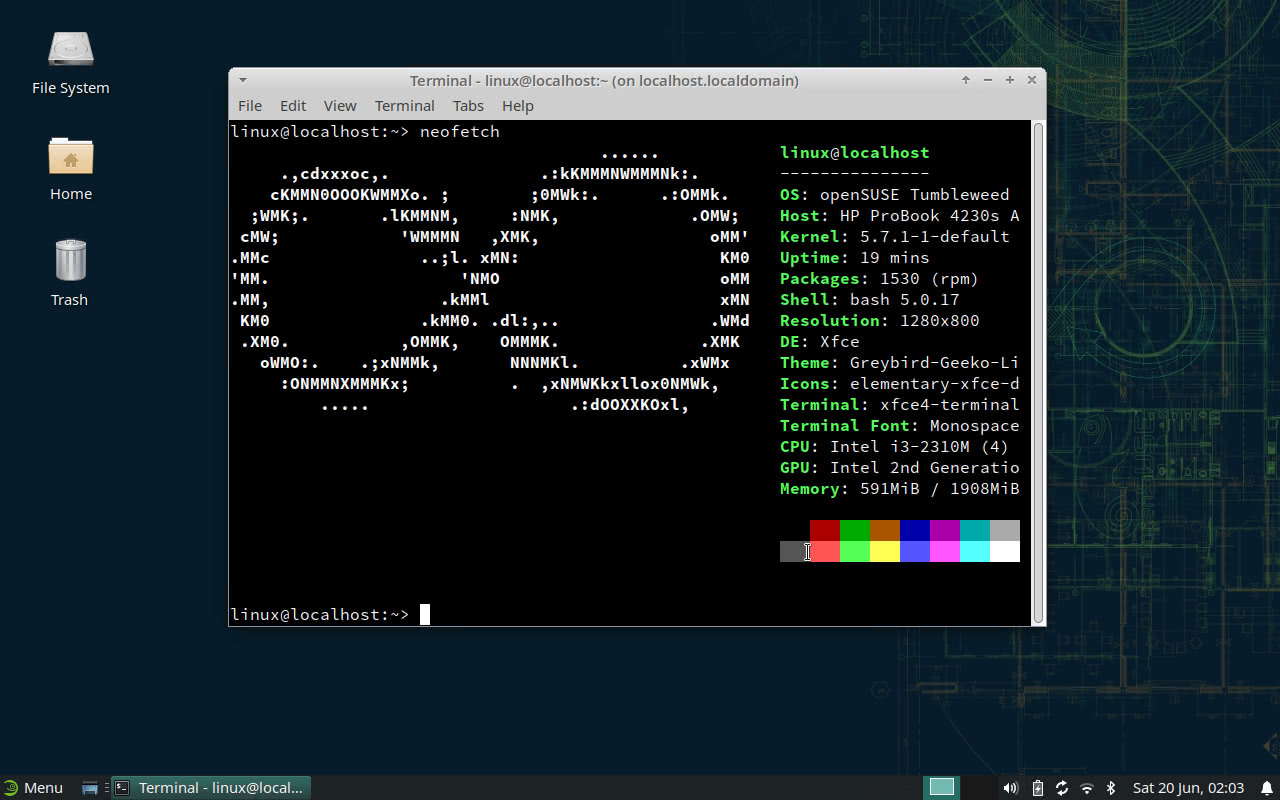 File System
Home
Trash
Terminal - linux@localhost:~ (on localhost.localdomain)
File Edit View Terminal Tabs Help
linux@localhost:~> neofetch
......
.,cdxxxoc,. .:kKMMMNWMMMNk:.
cKMMN0OOOKWMMXo. ; ;0MWk:. .:OMMk.
;WMK;. .lKMMNM, :NMK, .OMW;
cMW; 'WMMMN ,XMK, oMM'
.MMc ..;l. xMN: KM0
'MM. 'NMO oMM
.MM, .kMMl xMN
KM0 .kMM0. .dl:,.. .WMd
.XM0. ,OMMK, OMMMK. .XMK
oWMO:. .;xNMMk, NNNMKl. .xWMx
:ONMMNXMMMKx; . ,xNMWKkxllox0NMWk,
..... .:dOOXXKOxl,
linux@localhost
---------------
OS: openSUSE Tumbleweed
Host: HP ProBook 4230s A
Kernel: 5.7.1-1-default
Uptime: 19 mins
Packages: 1530 (rpm)
Shell: bash 5.0.17
Resolution: 1280x800
DE: Xfce
Theme: Greybird-Geeko-Li
Icons: elementary-xfce-d
Terminal: xfce4-terminal
Terminal Font: Monospace
CPU: Intel i3-2310M (4)
GPU: Intel 2nd Generatio
Memory: 591MiB / 1908MiB
linux@localhost:~>
Menu
Terminal - linux@local...
Sat 20 Jun, 02:03